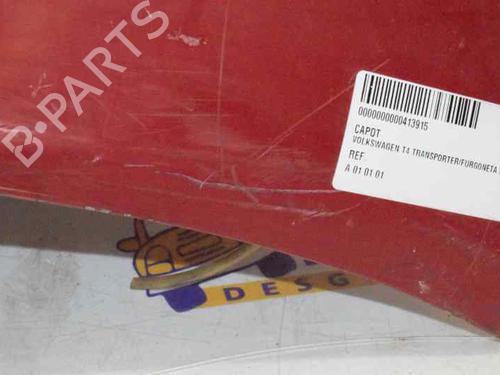 B-PARTS
0000000000413915
CAPOT
VOLKSWAGEN T4 TRANSPORTER/FURGONETA
REF
A 01 01 01
DESG